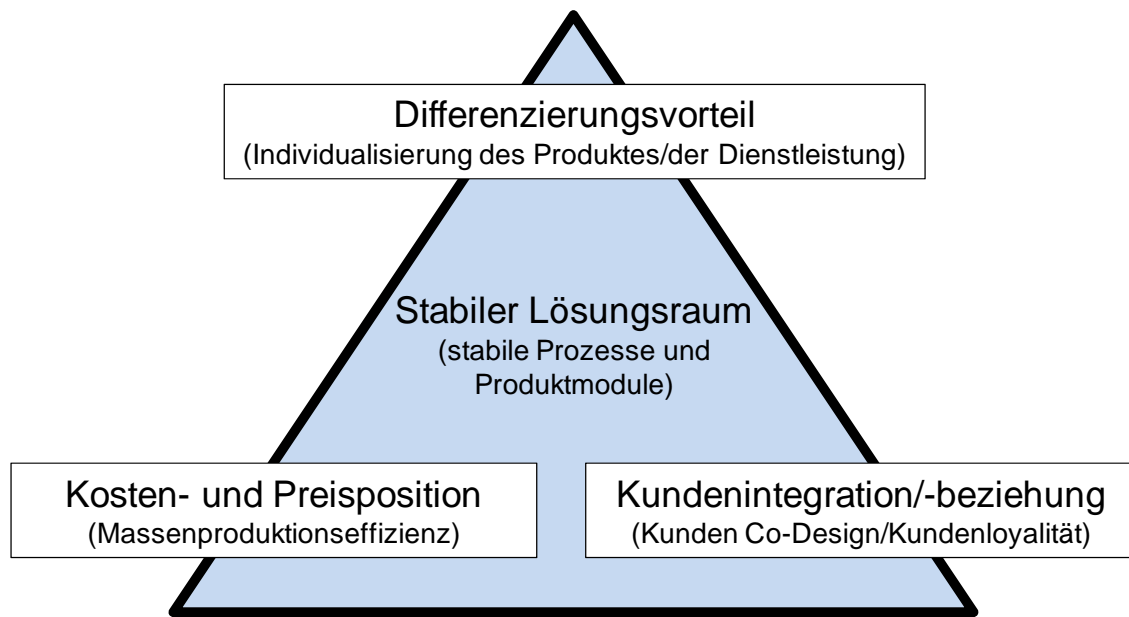 Differenzierungsvorteil
(Individualisierung des Produktes/der Dienstleistung)
Stabiler Lösungsraum
(stabile Prozesse und
Produktmodule)
Kosten- und Preisposition
(Massenproduktionseffizienz)
Kundenintegration/-beziehung
(Kunden Co-Design/Kundenloyalität)